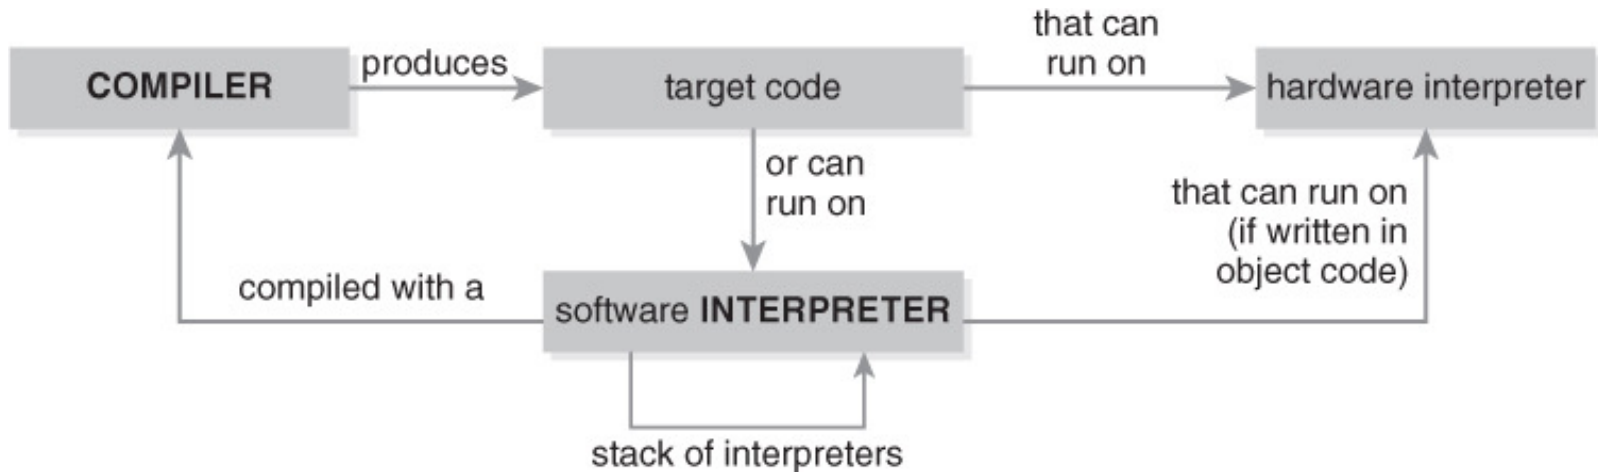 that can
run on
COMPILER
produces
target code
hardware interpreter
or can
run on
that can run on
(if written in
object code)
compiled with a
software INTERPRETER
stack of interpreters